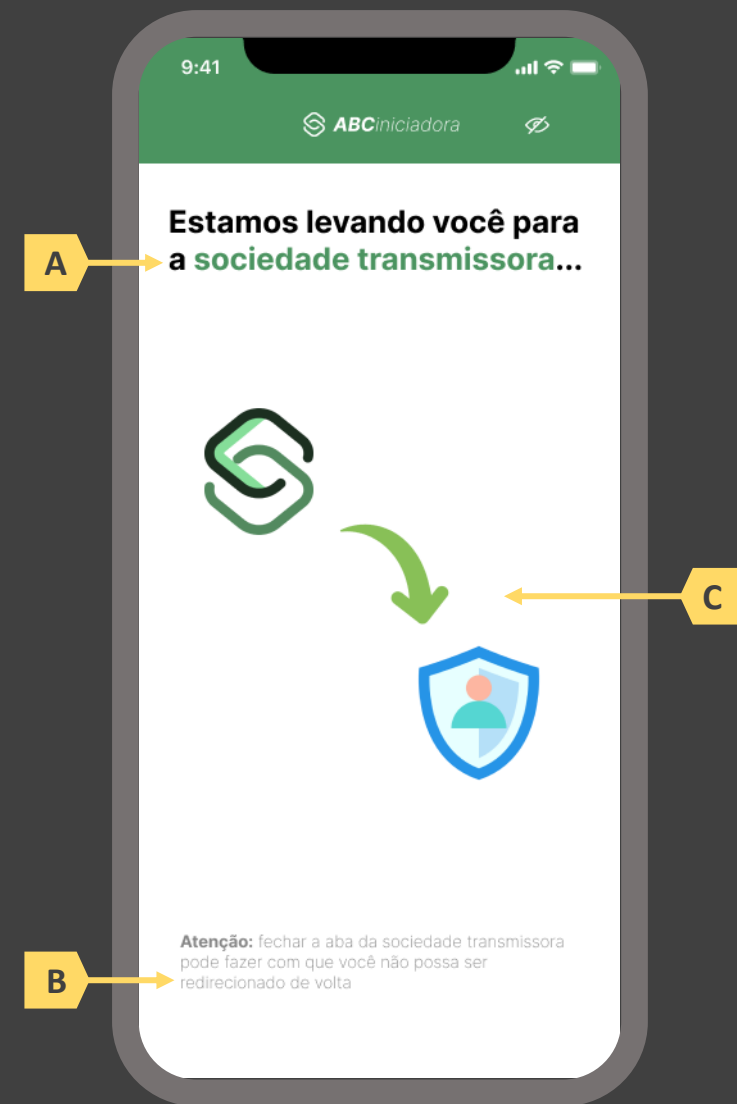 9:41
ABCiniciadora
Estamos levando você para
a sociedade transmissora...
A
C
Atenção: fechar a aba da sociedade transmissora
pode fazer com que você não possa ser
redirecionado de volta
B